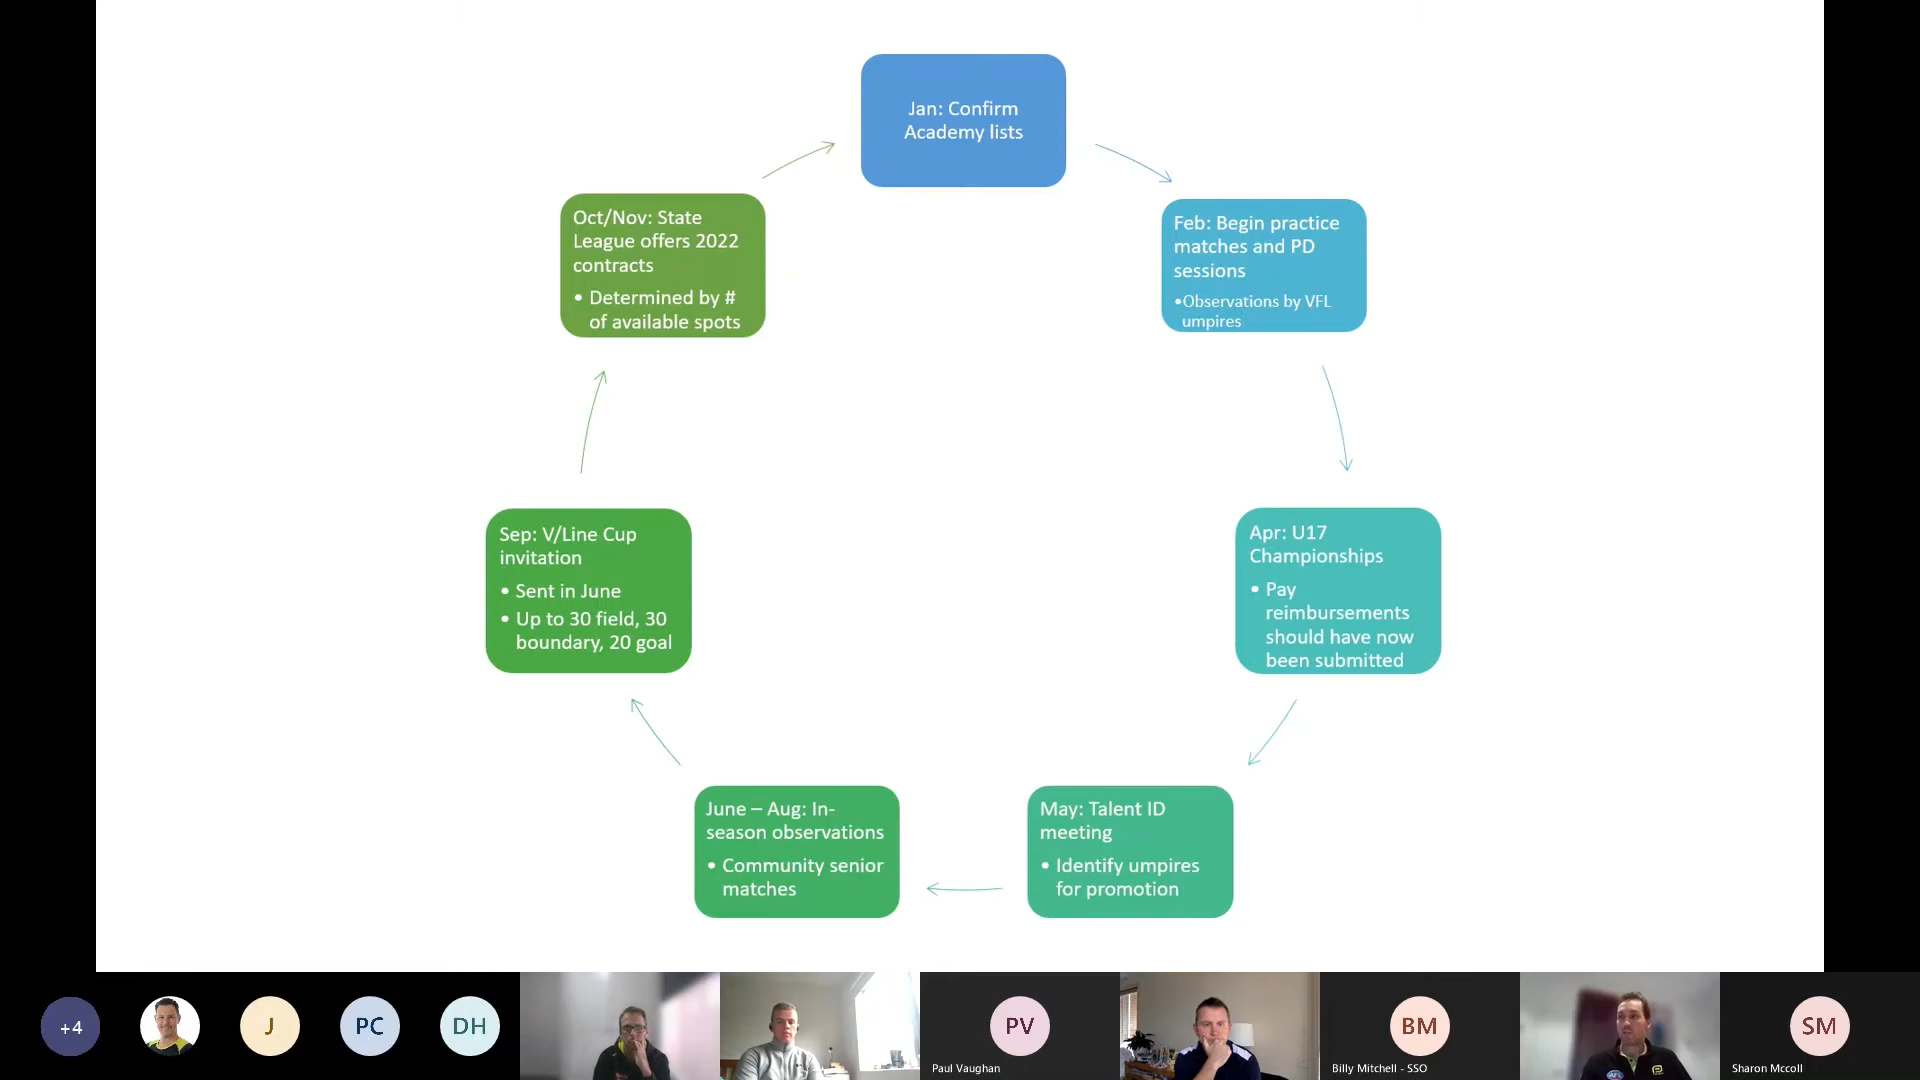 Jan: Confirm
Academy lists
Feb: Begin practice
matches and PD
sessions
•Observations by VFL
umpires
Apr: U17
Championships
• Pay
reimbursements
should have now
been submitted
May: Talent ID
meeting
• Identify umpires
for promotion
June – Aug: In-
season observations
• Community senior
matches
Sep: V/Line Cup
invitation
• Sent in June
• Up to 30 field, 30
boundary, 20 goal
Oct/Nov: State
League offers 2022
contracts
• Determined by #
of available spots
+4
J
PC
DH
PV
Paul Vaughan
BM
Billy Mitchell - SSO
AFL
SM
Sharon Mccoll